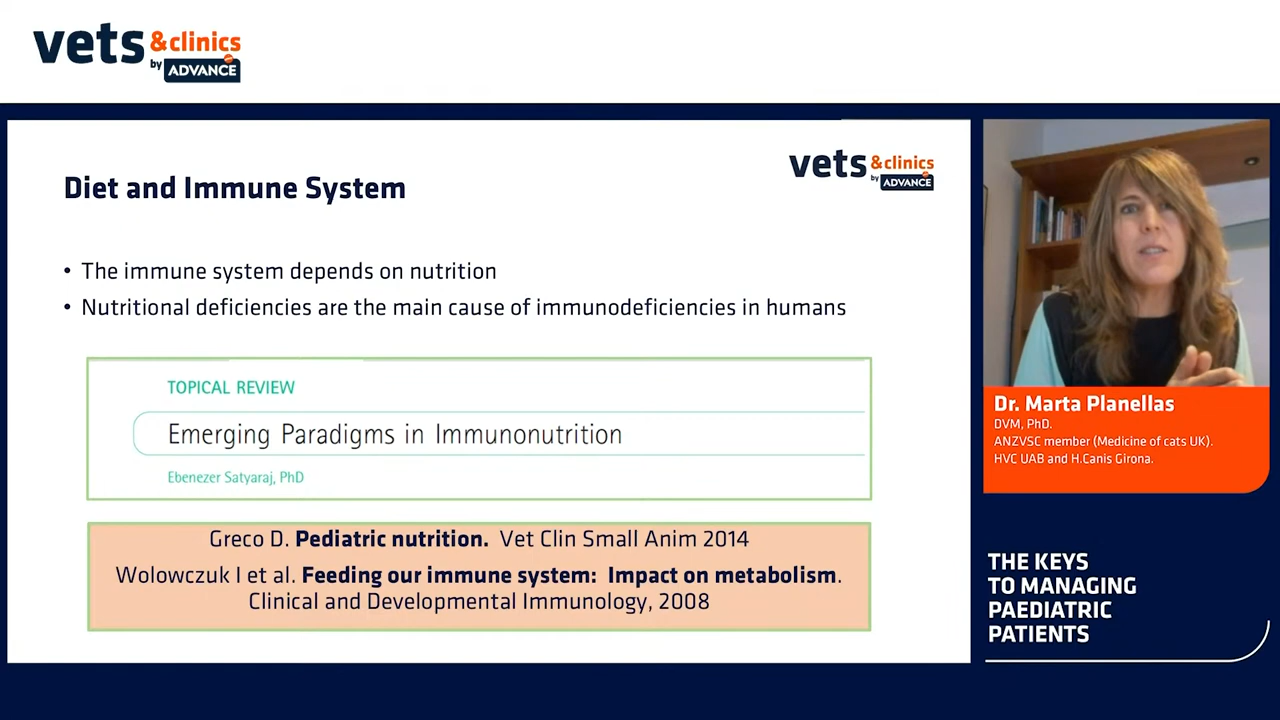 vets &clinics
by ADVANCE
Diet and Immune System
vets &clinics
by ADVANCE
• The immune system depends on nutrition
• Nutritional deficiencies are the main cause of immunodeficiencies in humans
TOPICAL REVIEW
Emerging Paradigms in Immunonutrition
Ebenezer Satyaraj, PhD
Greco D. Pediatric nutrition. Vet Clin Small Anim 2014
Wolowczuk I et al. Feeding our immune system: Impact on metabolism.
Clinical and Developmental Immunology, 2008
Dr. Marta Planellas
DVM, PhD.
ANZVSC member (Medicine of cats UK).
HVC UAB and H.Canis Girona.
THE KEYS
TO MANAGING
PAEDIATRIC
PATIENTS